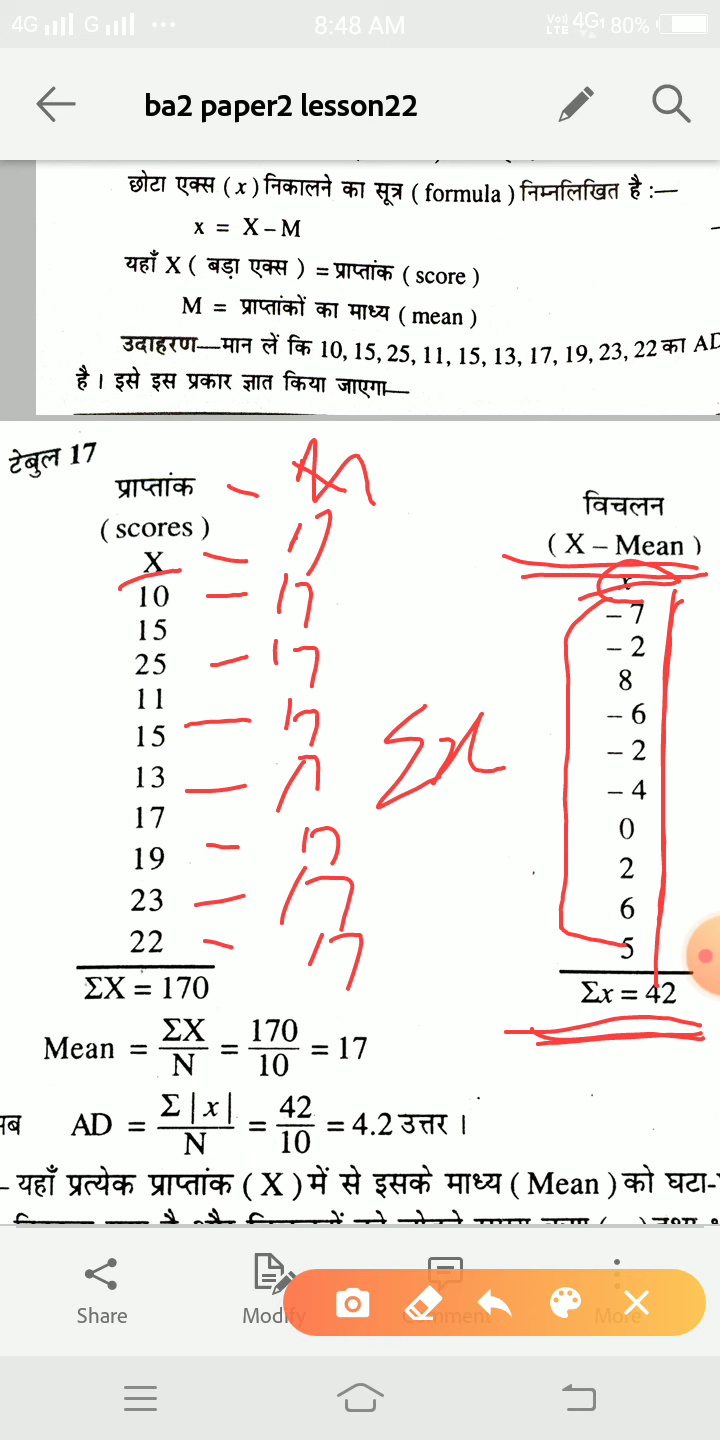 4G G ... 8:48 AM VoJ LTE 4G1 80%
ba2 paper2 lesson22
छोटा एक्स ( x ) निकालने का सूत्र ( formula ) निम्नलिखित है :—
x = X – M
यहाँ X ( बड़ा एक्स ) = प्राप्तांक ( score )
M = प्राप्तांकों का माध्य ( mean )
उदाहरण—मान लें कि 10, 15, 25, 11, 15, 13, 17, 19, 23, 22 का AD
है । इसे इस प्रकार ज्ञात किया जाएगा—
टेबुल 17
प्राप्तांक – M विचलन
( scores ) 17 ( X – Mean )
X – x
10 – 17 – 7
15 – 2
25 – 17 8
11 – 17 – 6
15 Σx – 2
13 – 17 – 4
17 0
19 – 17 2
23 – 17 6
22 – 17 5
ΣX = 170 Σx = 42
Mean = ΣX/N = 170/10 = 17
AD = Σ | x |/N = 42/10 = 4.2 उत्तर ।
– यहाँ प्रत्येक प्राप्तांक ( X ) में से इसके माध्य ( Mean ) को घटा-
Share Modify Comment More